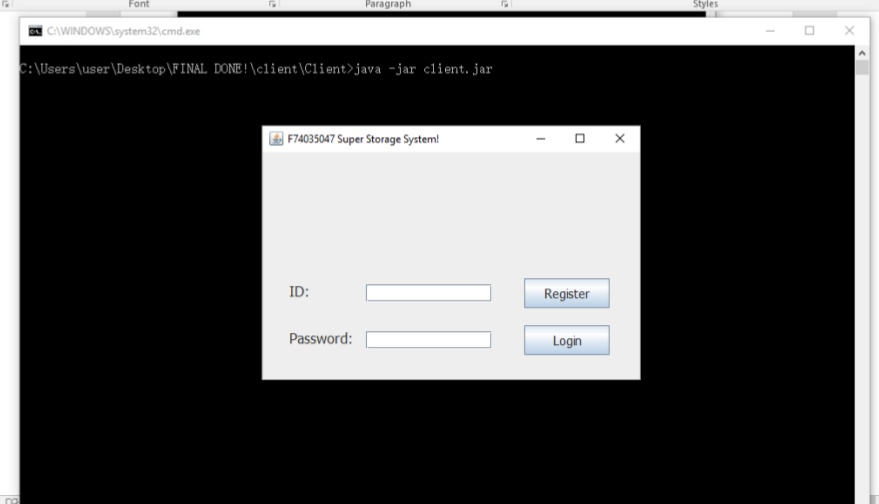 Font Paragraph Styles
C:\WINDOWS\system32\cmd.exe
C:\Users\user\Desktop\FINAL DONE!\client\Client>java -jar client.jar
F74035047 Super Storage System!
ID:
Register
Password:
Login